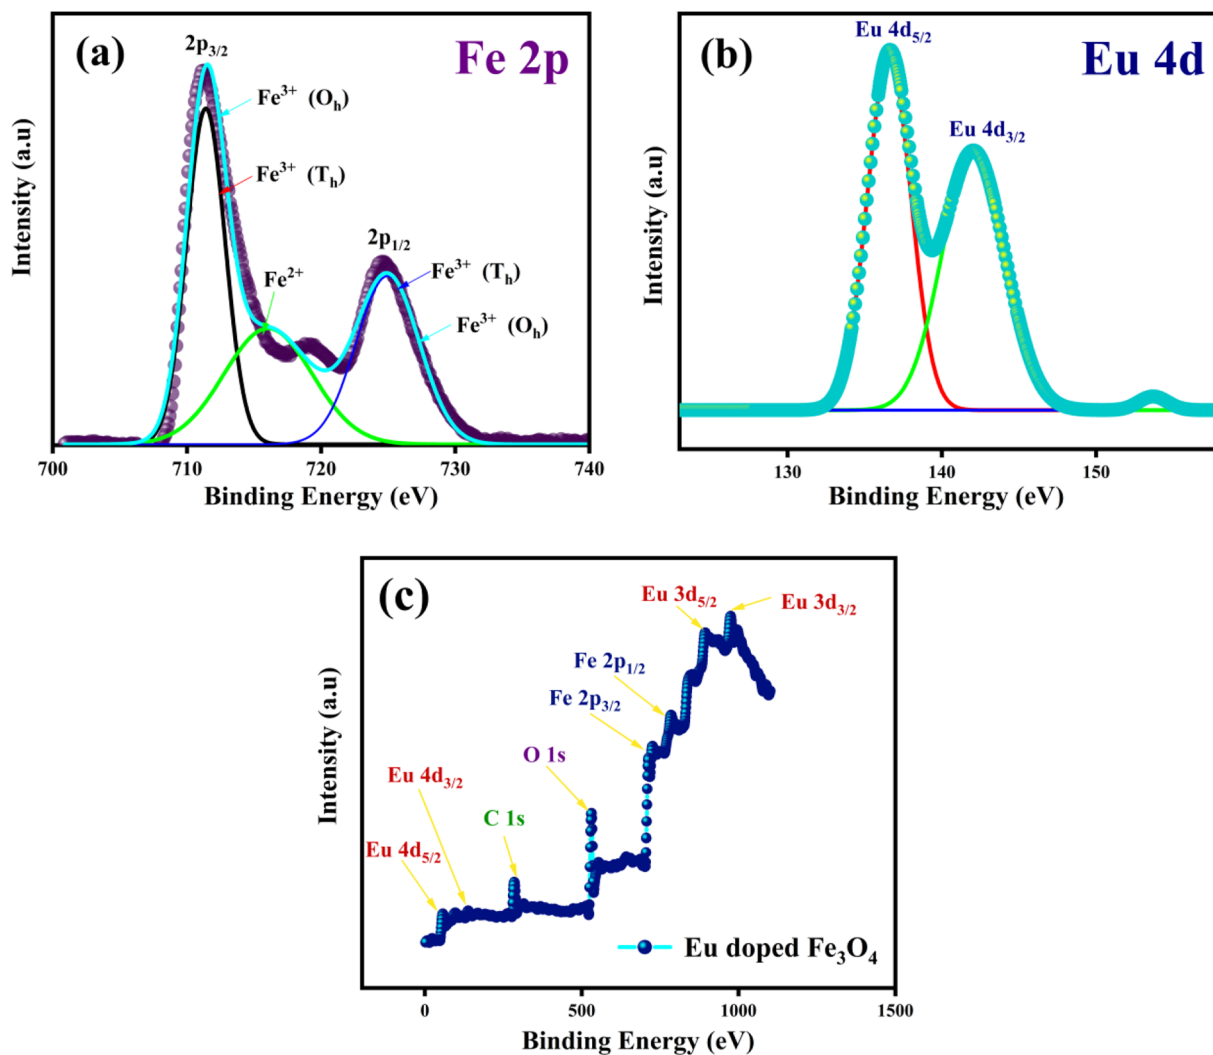 (a)
Fe 2p
2p3/2
Fe3+ (Oh)
Fe3+ (Th)
Fe2+
2p1/2
Fe3+ (Th)
Fe3+ (Oh)
Intensity (a.u)
700 710 720 730 740
Binding Energy (eV)
(b)
Eu 4d
Eu 4d5/2
Eu 4d3/2
Intensity (a.u)
130 140 150
Binding Energy (eV)
(c)
Eu 3d5/2
Eu 3d3/2
Fe 2p1/2
Fe 2p3/2
O 1s
Eu 4d3/2
C 1s
Eu 4d5/2
Eu doped Fe3O4
Intensity (a.u)
0 500 1000 1500
Binding Energy (eV)